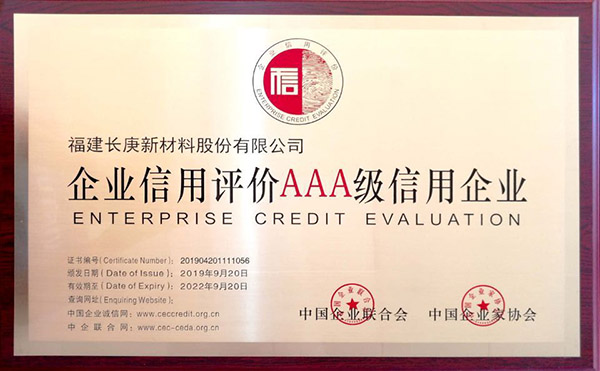 企业信用评价
信
ENTERPRISE CREDIT EVALUATION
福建长庚新材料股份有限公司
企业信用评价AAA级信用企业
ENTERPRISE CREDIT EVALUATION
证书编号(Certificate Number)：201904201111056
颁发日期(Date of Issue)：2019年9月20日
有效期至(Date of Expiry)：2022年9月20日
查询网址(Enquiring Website)：
中国企业诚信网：www.ceccredit.org.cn
中企联合网：www.cec-ceda.org.cn
中国企业联合会
中国企业家协会